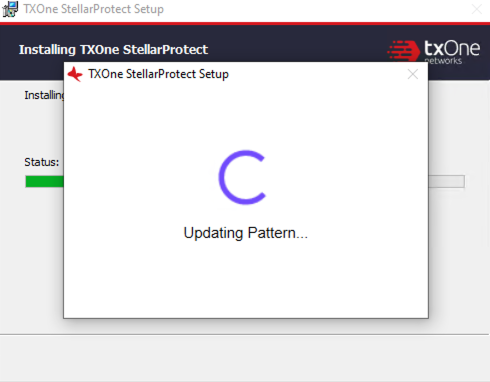 TXOne StellarProtect Setup
Installing TXOne StellarProtect
txOne
networks
TXOne StellarProtect Setup
Installing
Status:
Updating Pattern...